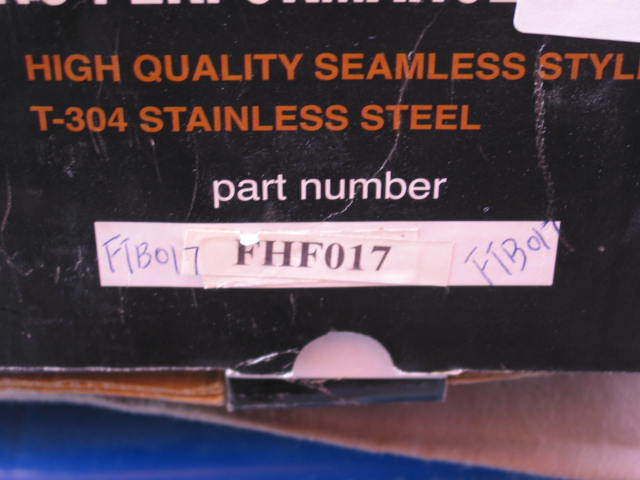 HIGH QUALITY SEAMLESS STYL
T-304 STAINLESS STEEL
part number
FTB017 FHF017 FTB017